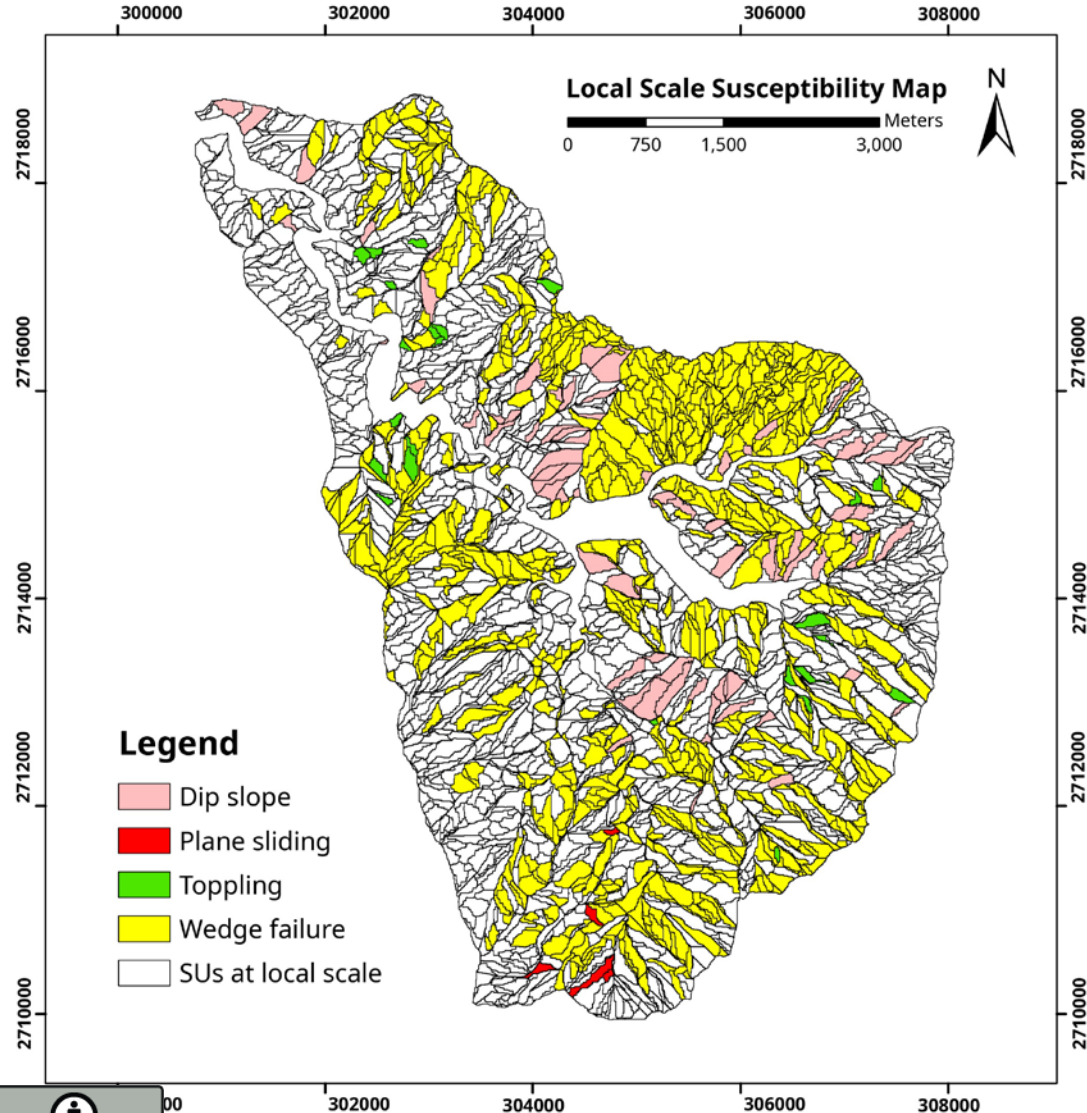 300000 302000 304000 306000 308000
Local Scale Susceptibility Map
N
Meters
0 750 1,500 3,000
2718000 2718000
2716000 2716000
2714000 2714000
2712000 2712000
2710000 2710000
Legend
Dip slope
Plane sliding
Toppling
Wedge failure
SUs at local scale
302000 304000 306000 308000